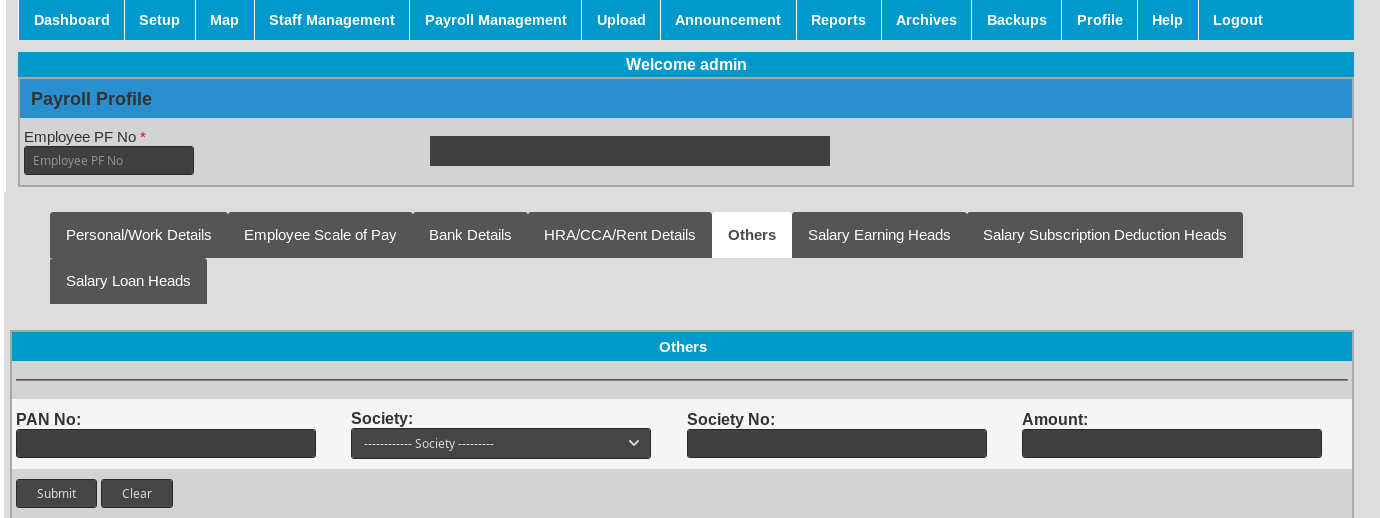 Dashboard Setup Map Staff Management Payroll Management Upload Announcement Reports Archives Backups Profile Help Logout
Welcome admin
Payroll Profile
Employee PF No *
Employee PF No
Personal/Work Details Employee Scale of Pay Bank Details HRA/CCA/Rent Details Others Salary Earning Heads Salary Subscription Deduction Heads
Salary Loan Heads
Others
PAN No: Society: Society No: Amount:
------------ Society ---------
Submit Clear